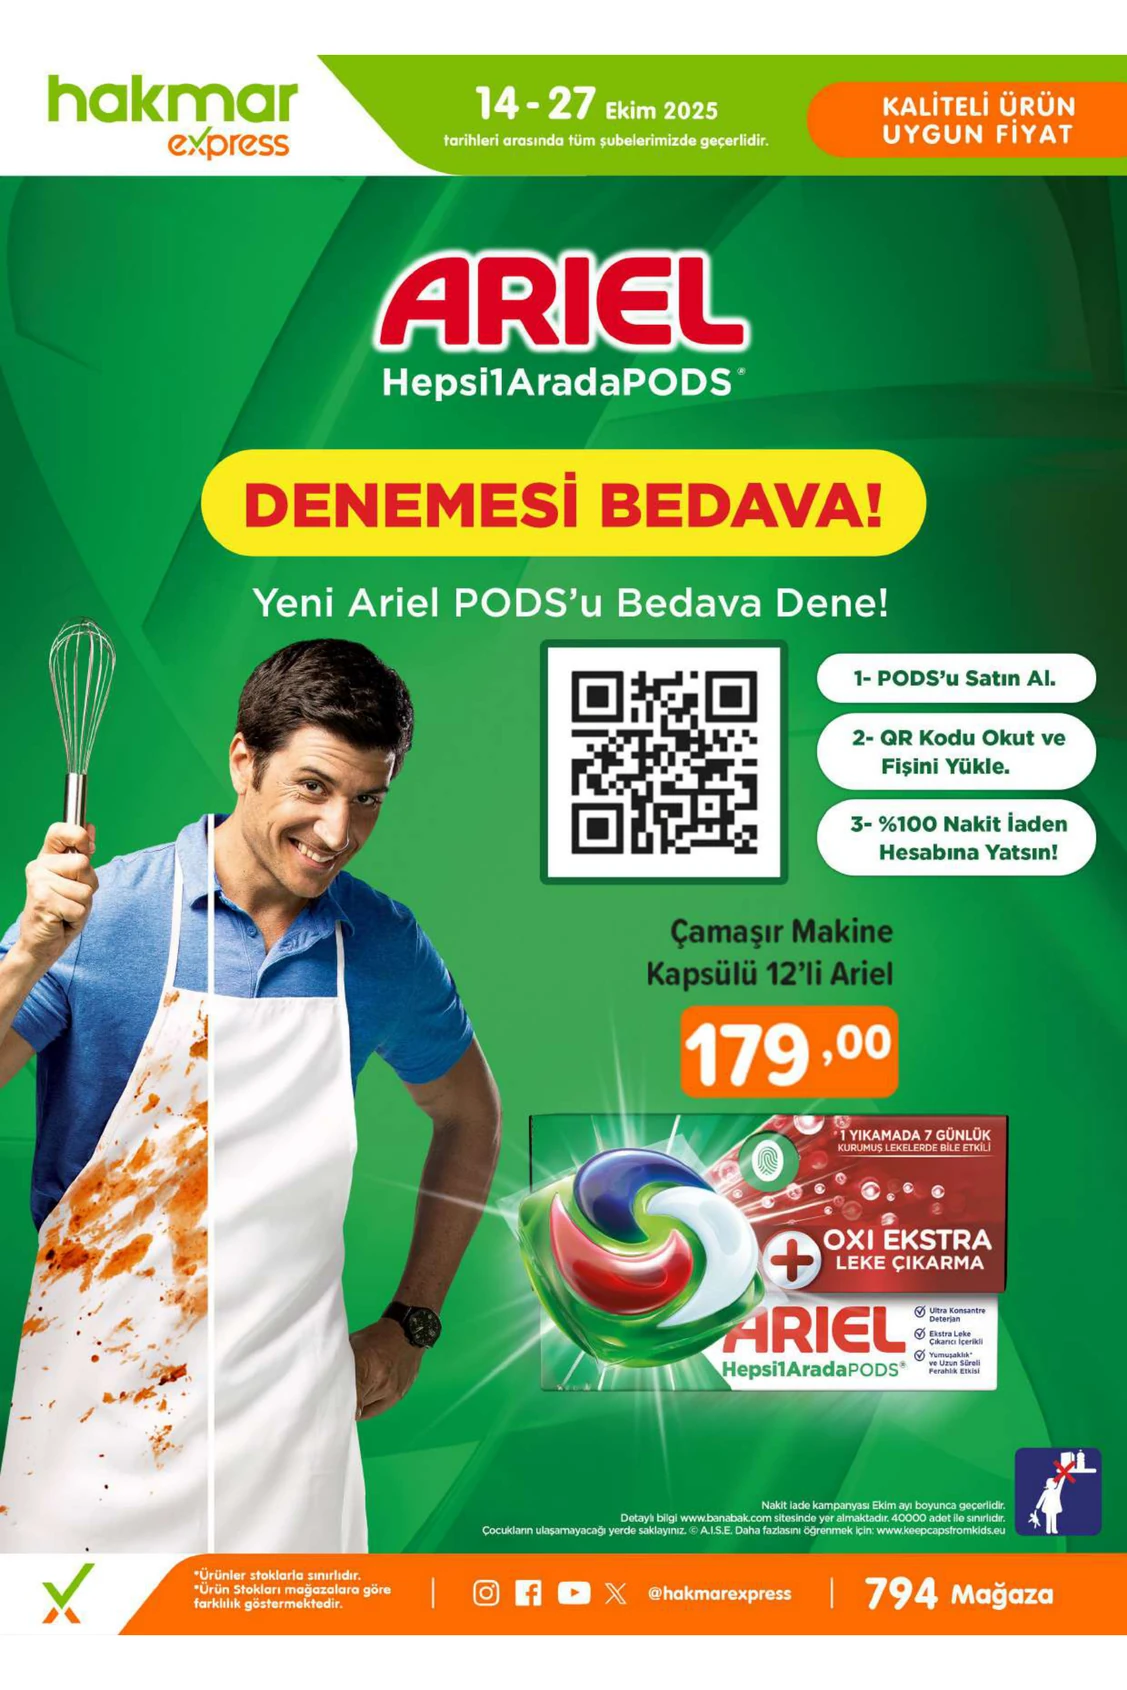 hakmar
express
14 - 27 Ekim 2025
tarihleri arasında tüm şubelerimizde geçerlidir.
KALİTELİ ÜRÜN
UYGUN FİYAT
ARIEL
Hepsi1AradaPODS®
DENEMESİ BEDAVA!
Yeni Ariel PODS'u Bedava Dene!
1- PODS'u Satın Al.
2- QR Kodu Okut ve
Fişini Yükle.
3- %100 Nakit İaden
Hesabına Yatsın!
Çamaşır Makine
Kapsülü 12'li Ariel
179,00
1 YIKAMADA 7 GÜNLÜK
KURUMUŞ LEKELERDE BİLE ETKİLİ
+ OXI EKSTRA
LEKE ÇIKARMA
ARIEL
Hepsi1AradaPODS®
Ultra Konsantre
Deterjan
Ekstra Leke
Çıkarıcı İçerikli
Yumuşaklık*
ve Uzun Süreli
Ferahlık Etkisi
Nakit iade kampanyası Ekim ayı boyunca geçerlidir.
Detaylı bilgi www.banabak.com sitesinde yer almaktadır. 40000 adet ile sınırlıdır.
Çocukların ulaşamayacağı yerde saklayınız. © A.I.S.E. Daha fazlasını öğrenmek için: www.keepcapsfromkids.eu
*Ürünler stoklarla sınırlıdır.
*Ürün Stokları mağazalara göre
farklılık göstermektedir.
@hakmarexpress
794 Mağaza